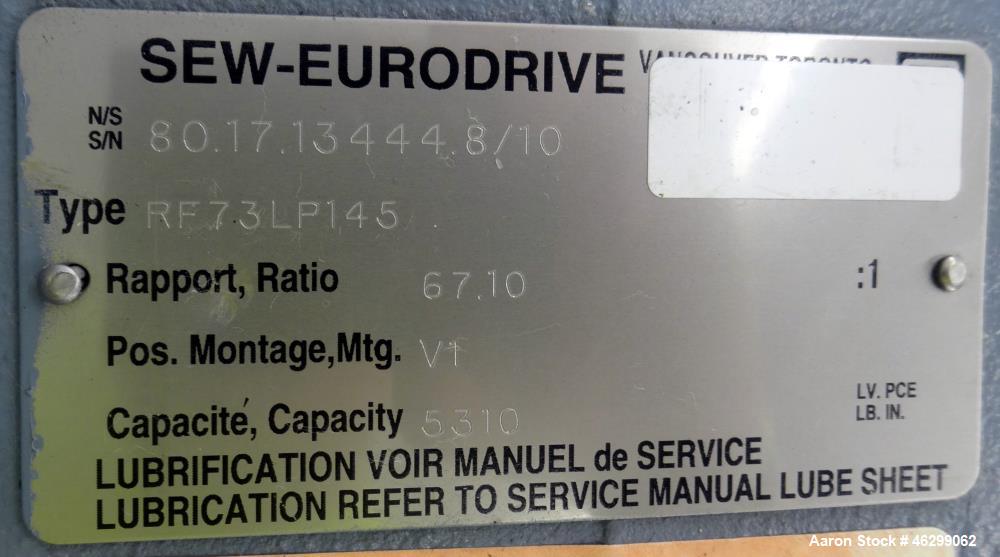 SEW-EURODRIVE VANCOUVER TORONTO
N/S
S/N 80.17.13444.8/10
Type RF73LP145
Rapport, Ratio 67.10 :1
Pos. Montage,Mtg. V1
Capacité, Capacity 5310 LV. PCE
LB. IN.
LUBRIFICATION VOIR MANUEL de SERVICE
LUBRICATION REFER TO SERVICE MANUAL LUBE SHEET
Aaron Stock # 46299062